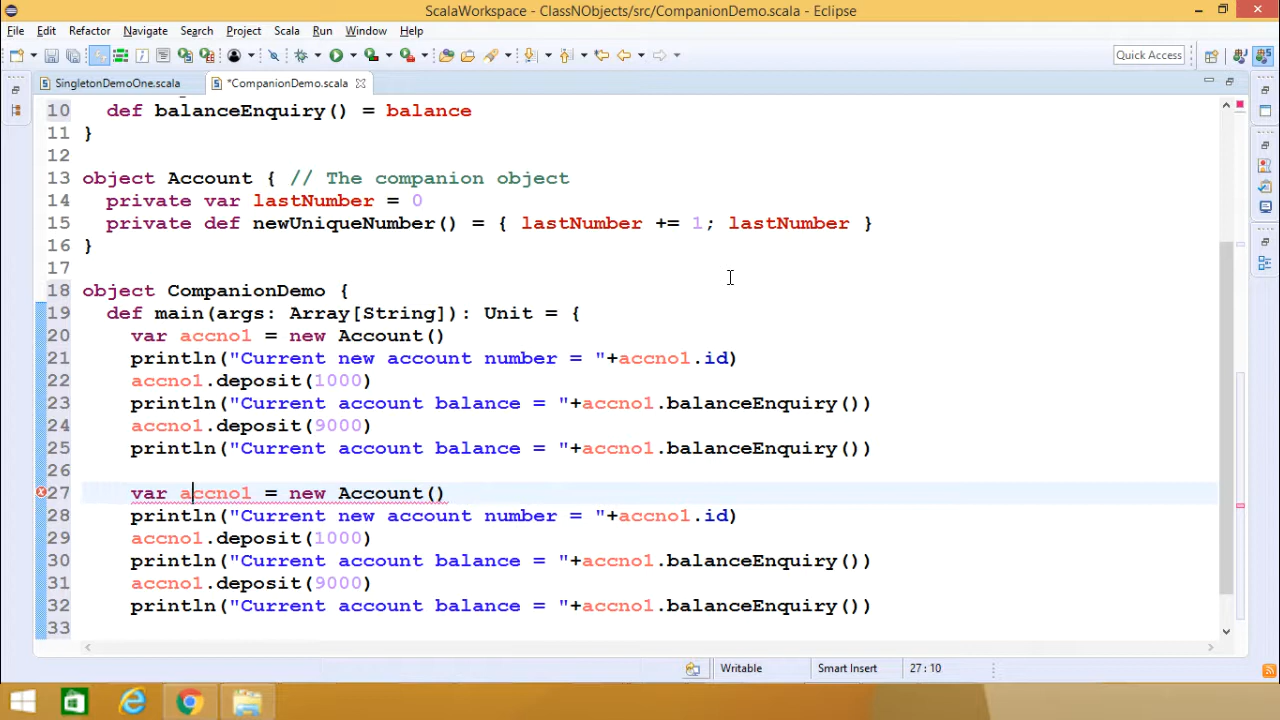 ScalaWorkspace - ClassNObjects/src/CompanionDemo.scala - Eclipse
File Edit Refactor Navigate Search Scala Project Run Window Help
Quick Access
SingletonDemoOne.scala *CompanionDemo.scala
10 def balanceEnquiry() = balance
11 }
12
13 object Account { // The companion object
14 private var lastNumber = 0
15 private def newUniqueNumber() = { lastNumber += 1; lastNumber }
16 }
17
18 object CompanionDemo {
19 def main(args: Array[String]): Unit = {
20 var accno1 = new Account()
21 println("Current new account number = "+accno1.id)
22 accno1.deposit(1000)
23 println("Current account balance = "+accno1.balanceEnquiry())
24 accno1.deposit(9000)
25 println("Current account balance = "+accno1.balanceEnquiry())
26
27 var accno1 = new Account()
28 println("Current new account number = "+accno1.id)
29 accno1.deposit(1000)
30 println("Current account balance = "+accno1.balanceEnquiry())
31 accno1.deposit(9000)
32 println("Current account balance = "+accno1.balanceEnquiry())
33
Writable Smart Insert 27 : 10